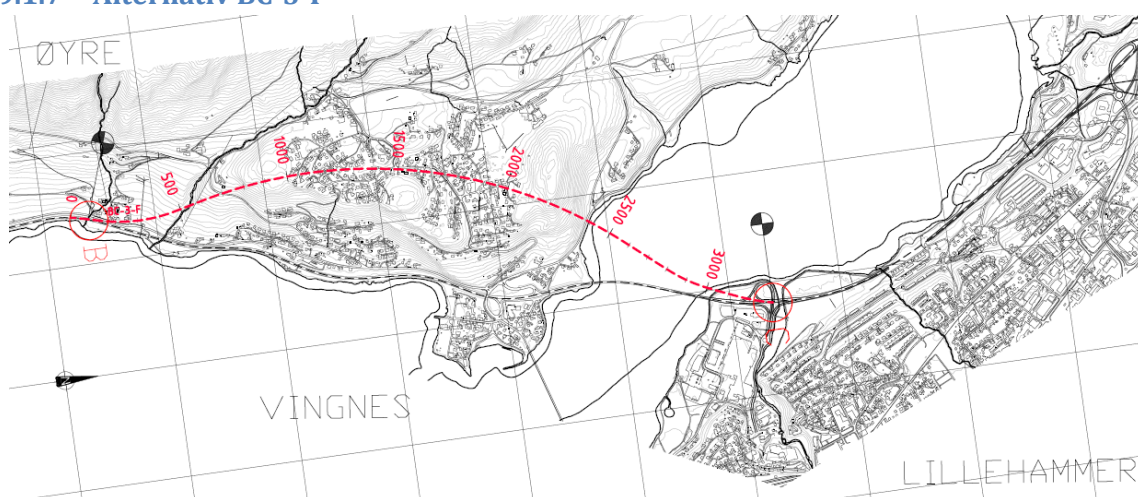 Alternativ BC-3-F
ØYRE
1000
1500
500
2000
0
2500
B
3000
C
N
VINGNES
LILLEHAMMER